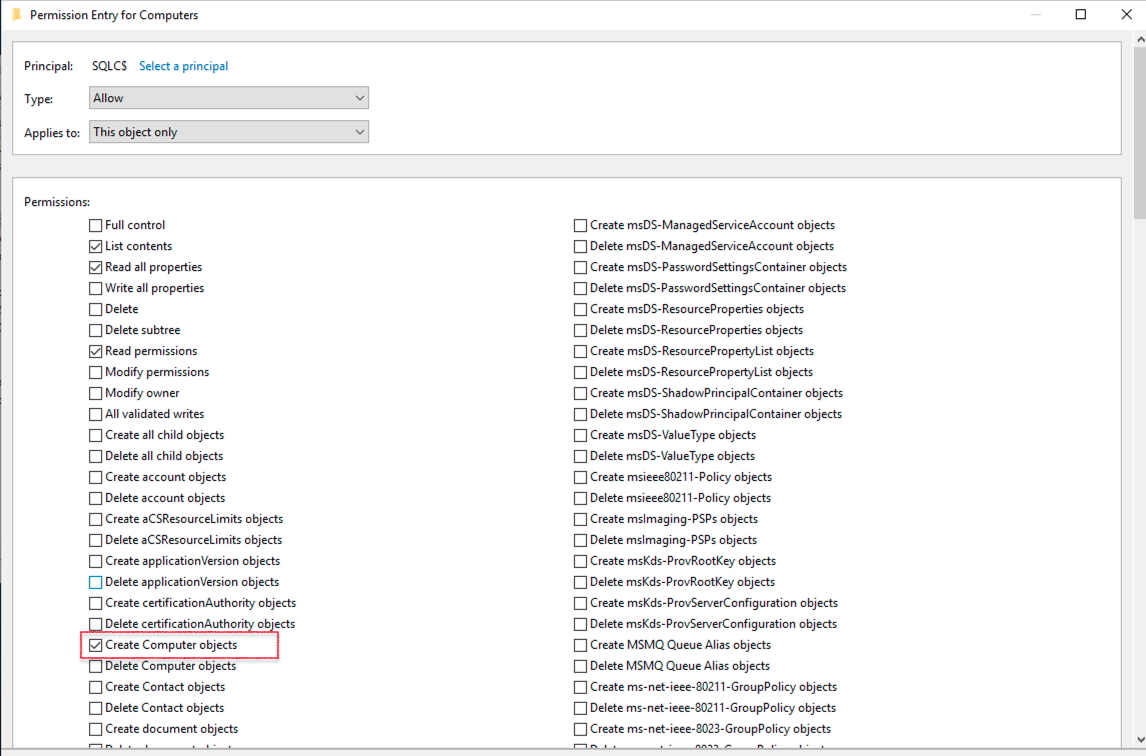 Permission Entry for Computers
Principal: SQLC$ Select a principal
Type: Allow
Applies to: This object only
Permissions:
Full control
List contents
Read all properties
Write all properties
Delete
Delete subtree
Read permissions
Modify permissions
Modify owner
All validated writes
Create all child objects
Delete all child objects
Create account objects
Delete account objects
Create aCSResourceLimits objects
Delete aCSResourceLimits objects
Create applicationVersion objects
Delete applicationVersion objects
Create certificationAuthority objects
Delete certificationAuthority objects
Create Computer objects
Delete Computer objects
Create Contact objects
Delete Contact objects
Create document objects
Create msDS-ManagedServiceAccount objects
Delete msDS-ManagedServiceAccount objects
Create msDS-PasswordSettingsContainer objects
Delete msDS-PasswordSettingsContainer objects
Create msDS-ResourceProperties objects
Delete msDS-ResourceProperties objects
Create msDS-ResourcePropertyList objects
Delete msDS-ResourcePropertyList objects
Create msDS-ShadowPrincipalContainer objects
Delete msDS-ShadowPrincipalContainer objects
Create msDS-ValueType objects
Delete msDS-ValueType objects
Create msieee80211-Policy objects
Delete msieee80211-Policy objects
Create msImaging-PSPs objects
Delete msImaging-PSPs objects
Create msKds-ProvRootKey objects
Delete msKds-ProvRootKey objects
Create msKds-ProvServerConfiguration objects
Delete msKds-ProvServerConfiguration objects
Create MSMQ Queue Alias objects
Delete MSMQ Queue Alias objects
Create ms-net-ieee-80211-GroupPolicy objects
Delete ms-net-ieee-80211-GroupPolicy objects
Create ms-net-ieee-8023-GroupPolicy objects